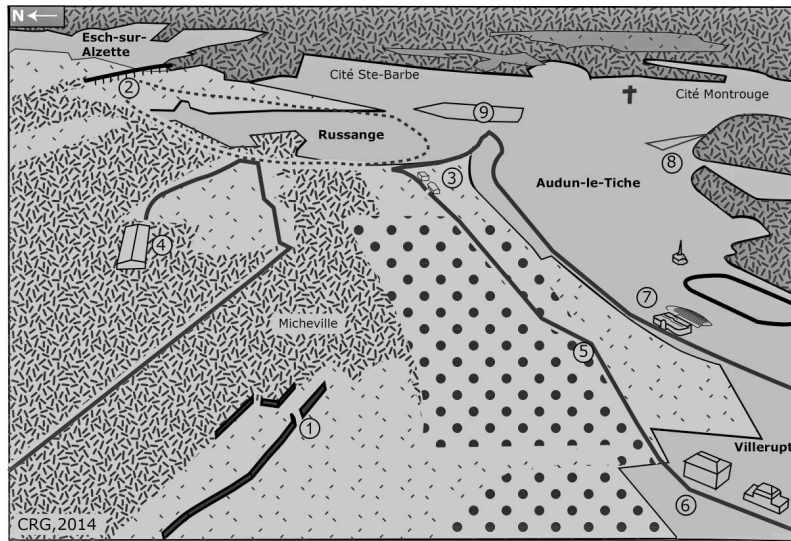 N
Esch-sur-
Alzette
2
Cité Ste-Barbe
Cité Montrouge
9
Russange
8
3
Audun-le-Tiche
4
7
Micheville
5
1
Villerupt
6
CRG,2014